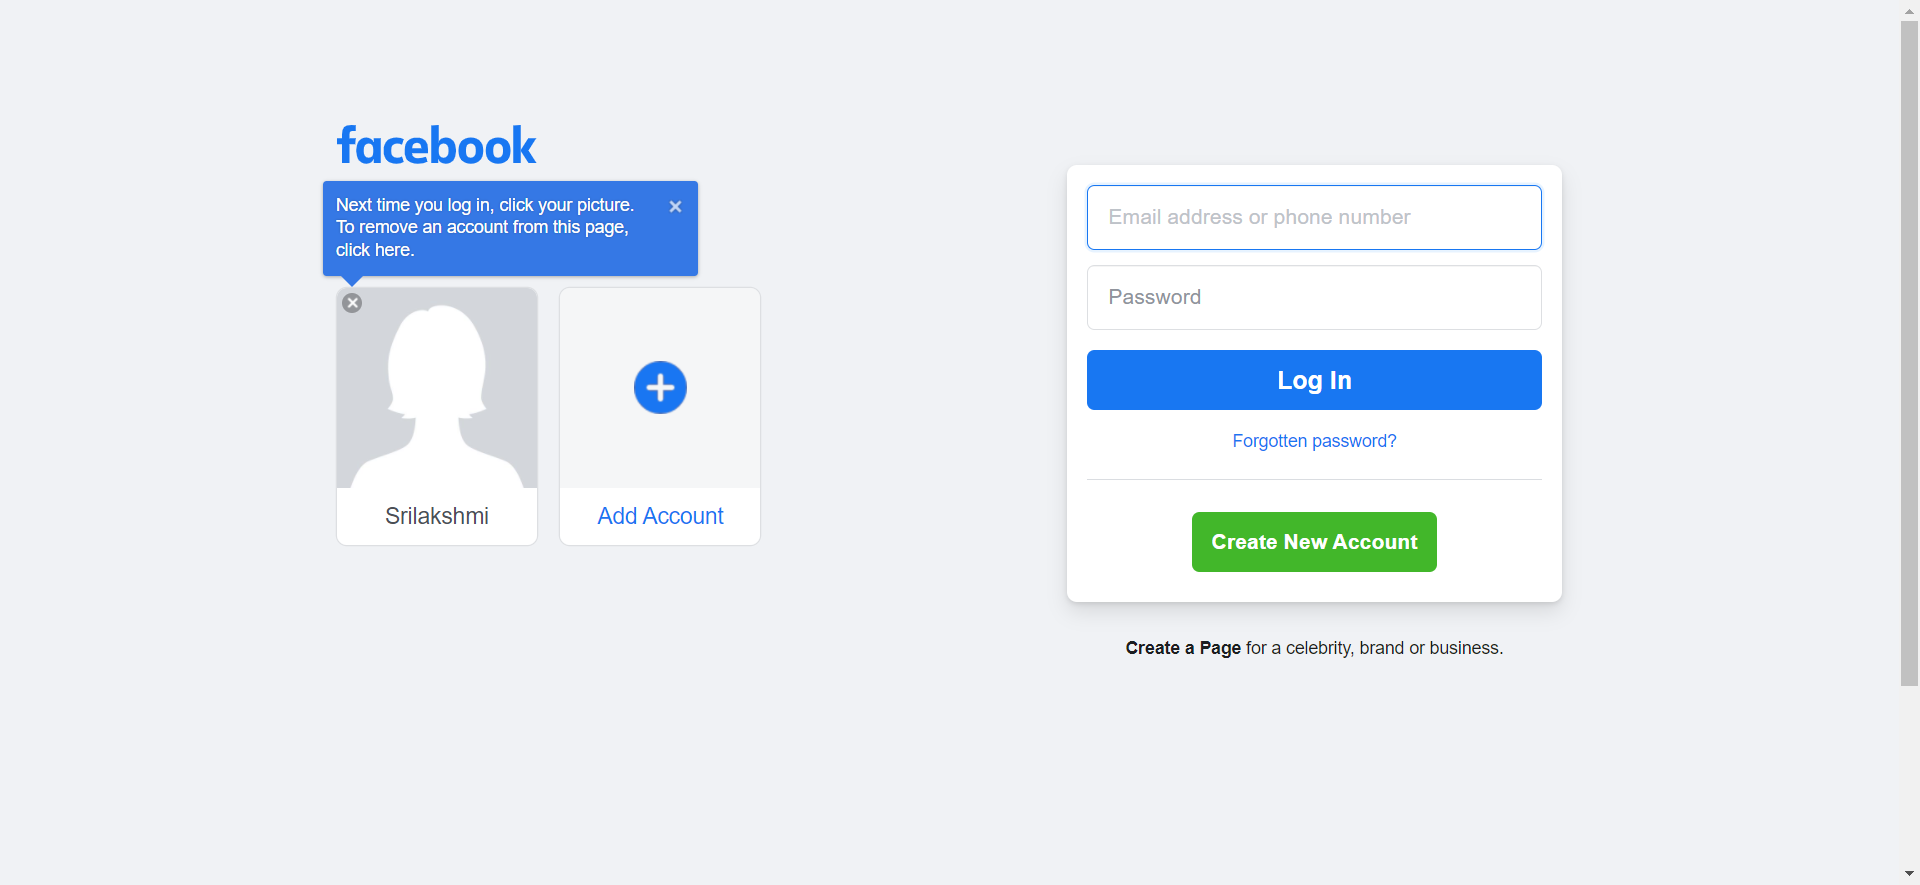 facebook
Next time you log in, click your picture.
To remove an account from this page,
click here.
Srilakshmi
Add Account
Email address or phone number
Password
Log In
Forgotten password?
Create New Account
Create a Page for a celebrity, brand or business.